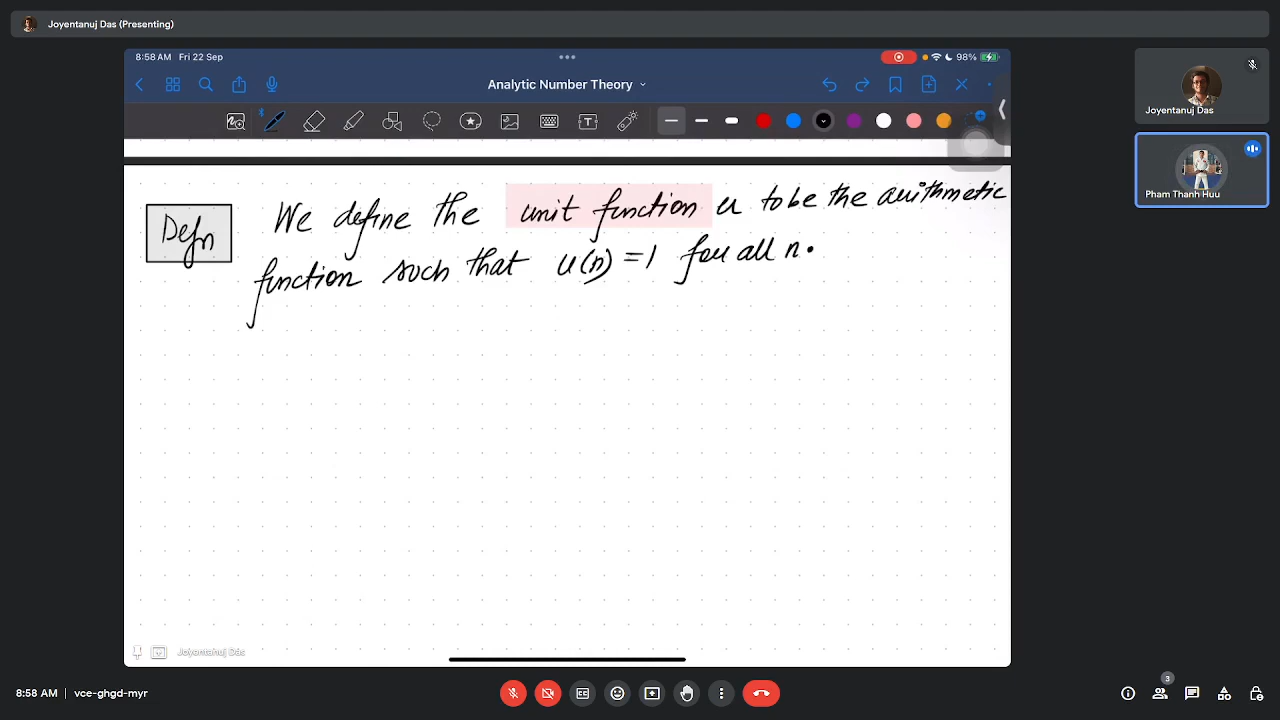 Joyentanuj Das (Presenting)
8:58 AM Fri 22 Sep
98%
Analytic Number Theory
Joyentanuj Das
Pham Thanh Huu
Defn
We define the unit function u to be the arithmetic
function such that u(n) = 1 for all n.
Joyentanuj Das
8:58 AM | vce-ghgd-myr
3